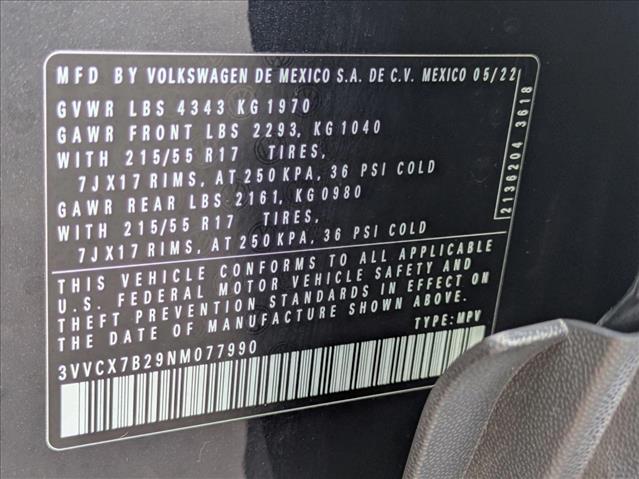 MFD BY VOLKSWAGEN DE MEXICO S.A. DE C.V. MEXICO 05/22
GVWR LBS 4343 KG 1970
GAWR FRONT LBS 2293, KG 1040
WITH 215/55 R17 TIRES,
7JX17 RIMS, AT 250 KPA, 36 PSI COLD
GAWR REAR LBS 2161, KG 0980
WITH 215/55 R17 TIRES,
7JX17 RIMS, AT 250 KPA, 36 PSI COLD
2136204 3618
THIS VEHICLE CONFORMS TO ALL APPLICABLE
U.S. FEDERAL MOTOR VEHICLE SAFETY AND
THEFT PREVENTION STANDARDS IN EFFECT ON
THE DATE OF MANUFACTURE SHOWN ABOVE.
TYPE: MPV
3VVCX7B29NM077990